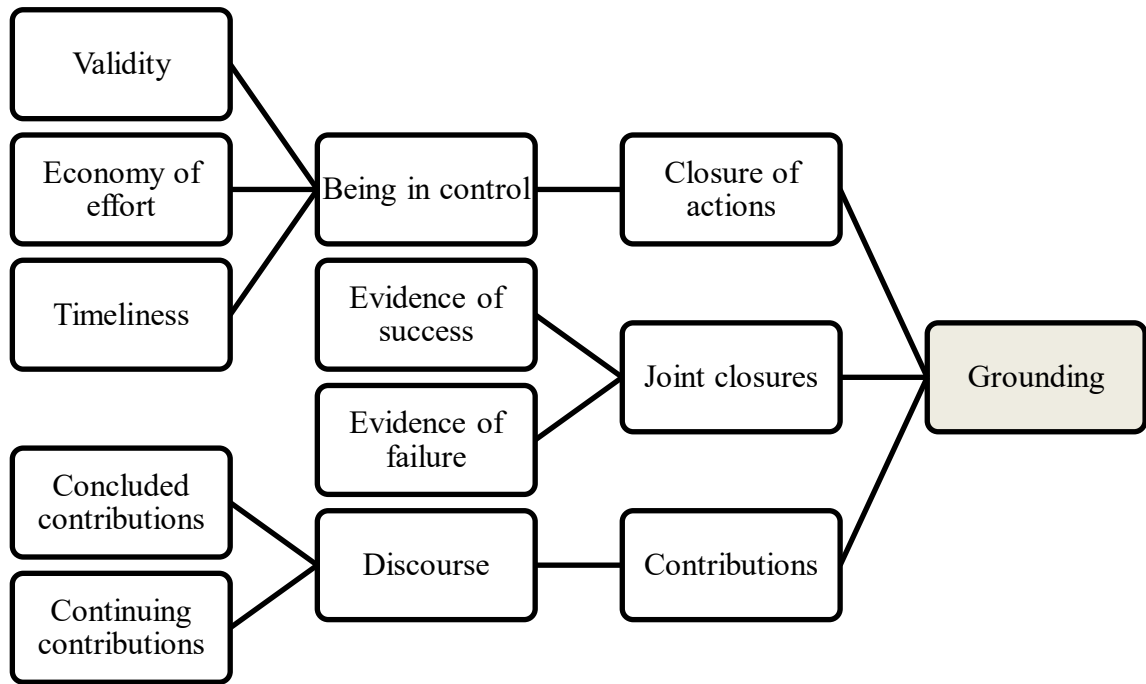 Validity
Economy of
effort
Timeliness
Being in control
Closure of
actions
Evidence of
success
Evidence of
failure
Joint closures
Grounding
Concluded
contributions
Continuing
contributions
Discourse
Contributions